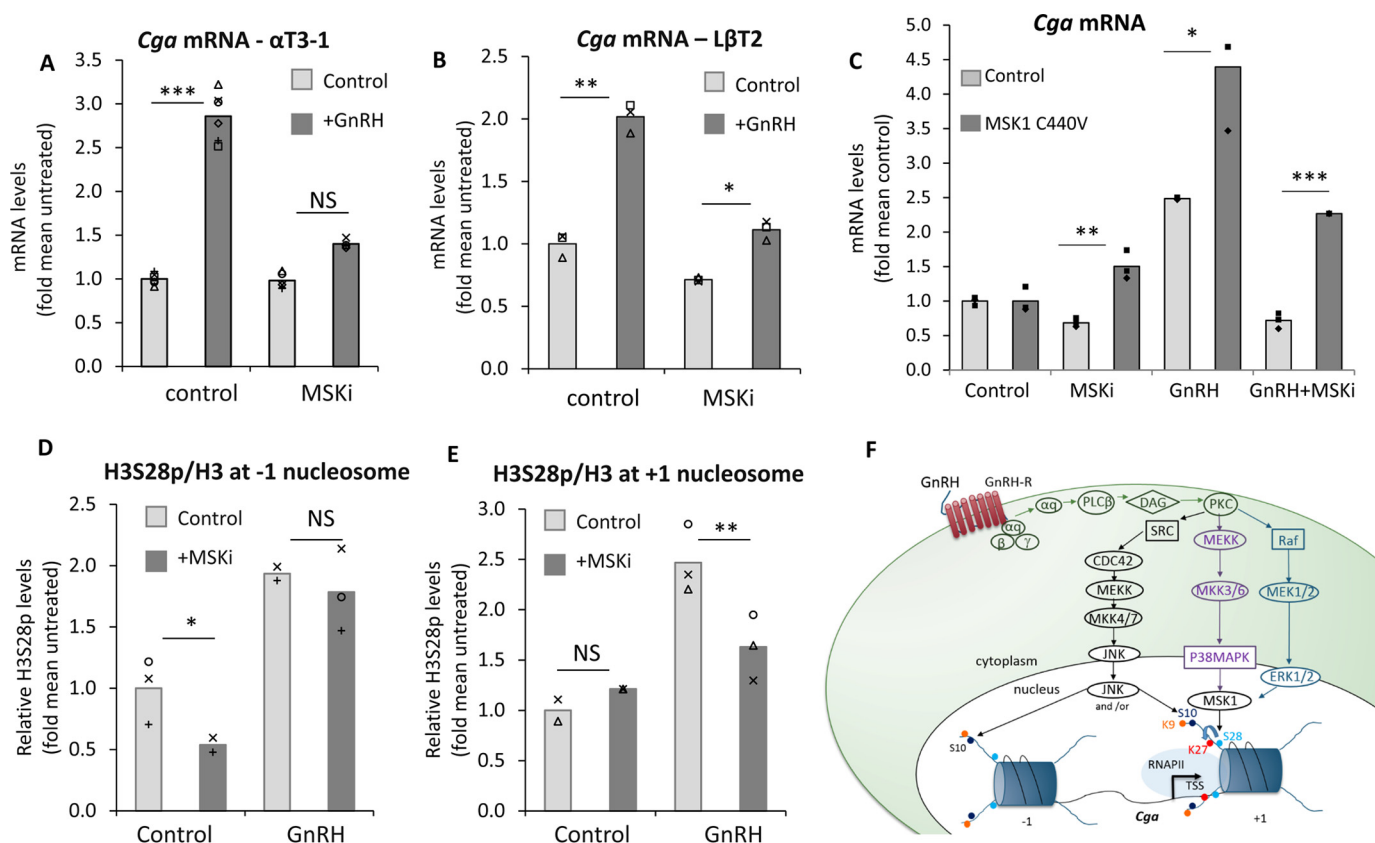 A
Cga mRNA - αT3-1
mRNA levels
(fold mean untreated)
3.5
3.0
2.5
2.0
1.5
1.0
0.5
0.0
***
NS
Control
+GnRH
control
MSKi
B
Cga mRNA – LβT2
mRNA levels
(fold mean untreated)
2.5
2.0
1.5
1.0
0.5
0.0
**
*
Control
+GnRH
control
MSKi
C
Cga mRNA
mRNA levels
(fold mean control)
5.0
4.5
4.0
3.5
3.0
2.5
2.0
1.5
1.0
0.5
0.0
Control
MSK1 C440V
**
*
***
Control
MSKi
GnRH
GnRH+MSKi
D
H3S28p/H3 at -1 nucleosome
Relative H3S28p levels
(fold mean untreated)
2.5
2.0
1.5
1.0
0.5
0.0
Control
+MSKi
*
NS
Control
GnRH
E
H3S28p/H3 at +1 nucleosome
Relative H3S28p levels
(fold mean untreated)
3.0
2.5
2.0
1.5
1.0
0.5
0.0
Control
+MSKi
NS
**
Control
GnRH
F
GnRH
GnRH-R
αq
β
γ
αq
PLCβ
DAG
PKC
SRC
CDC42
MEKK
MKK4/7
JNK
MEKK
MKK3/6
P38MAPK
Raf
MEK1/2
ERK1/2
cytoplasm
nucleus
JNK
and /or
MSK1
S10
K9
S10
S28
K27
RNAPII
TSS
-1
Cga
+1